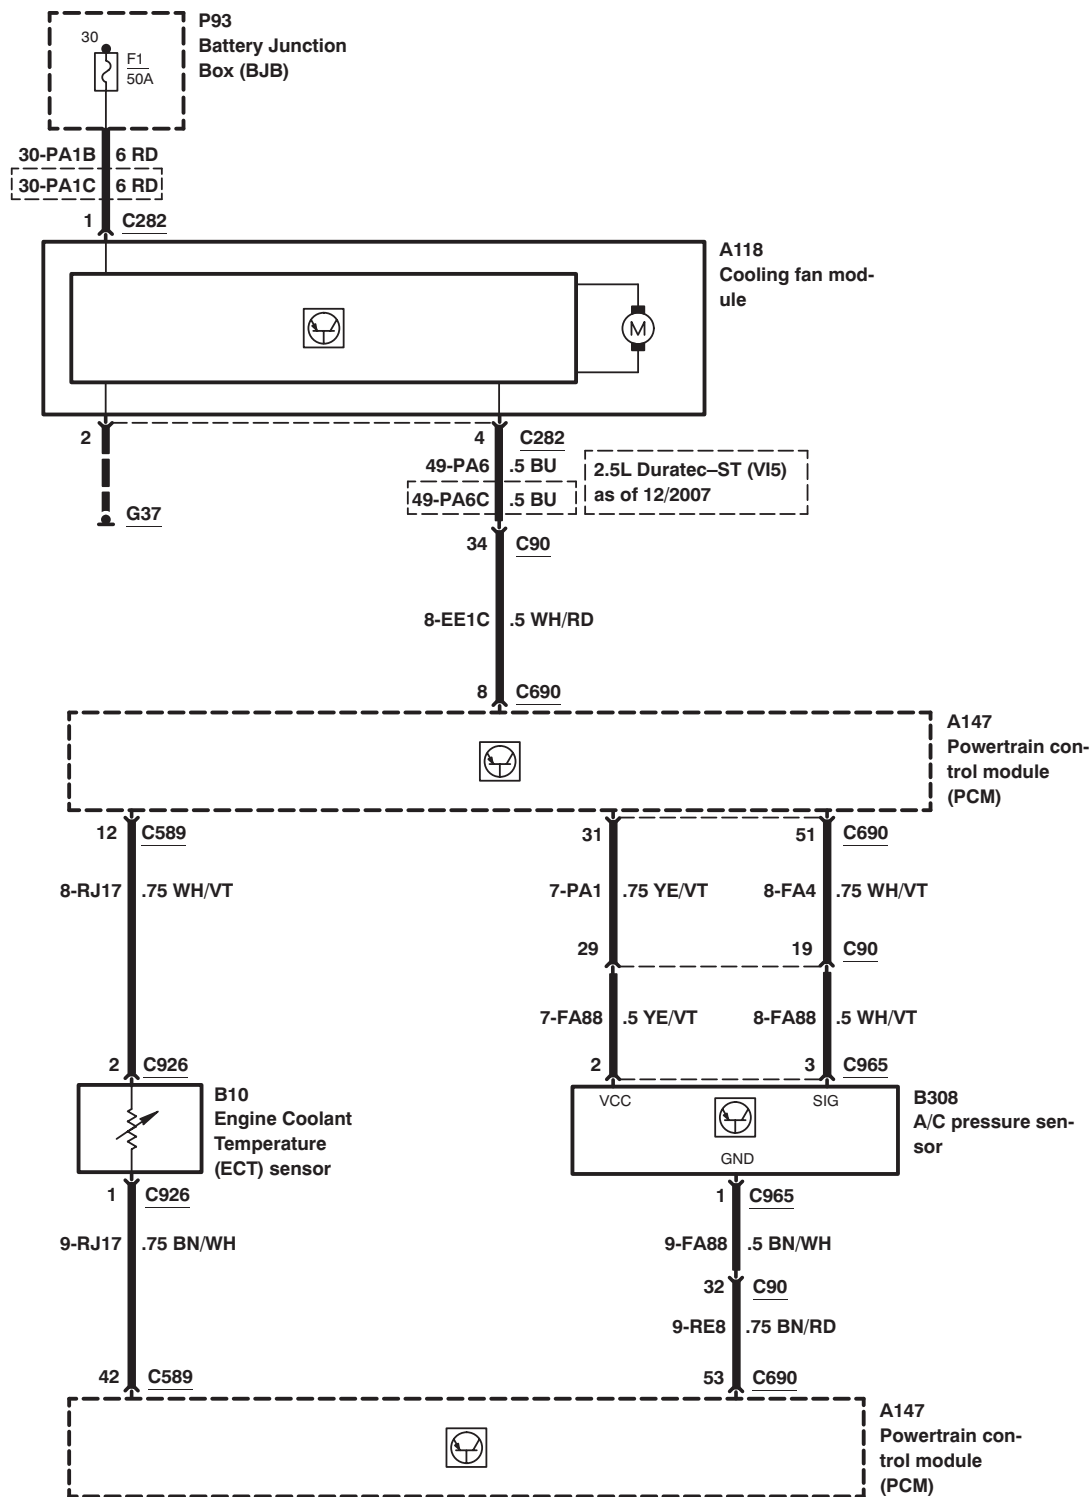 P93
Battery Junction
Box (BJB)
30
F1
50A
30-PA1B 6 RD
30-PA1C 6 RD
1 C282
A118
Cooling fan mod-
ule
M
2
4 C282
49-PA6 .5 BU
49-PA6C .5 BU
2.5L Duratec–ST (VI5)
as of 12/2007
G37
34 C90
8-EE1C .5 WH/RD
8 C690
A147
Powertrain con-
trol module
(PCM)
12 C589
31
51 C690
8-RJ17 .75 WH/VT
7-PA1 .75 YE/VT
8-FA4 .75 WH/VT
29
19 C90
7-FA88 .5 YE/VT
8-FA88 .5 WH/VT
2 C926
2
3 C965
B10
Engine Coolant
Temperature
(ECT) sensor
VCC
SIG
GND
B308
A/C pressure sen-
sor
1 C926
1 C965
9-RJ17 .75 BN/WH
9-FA88 .5 BN/WH
32 C90
9-RE8 .75 BN/RD
42 C589
53 C690
A147
Powertrain con-
trol module
(PCM)